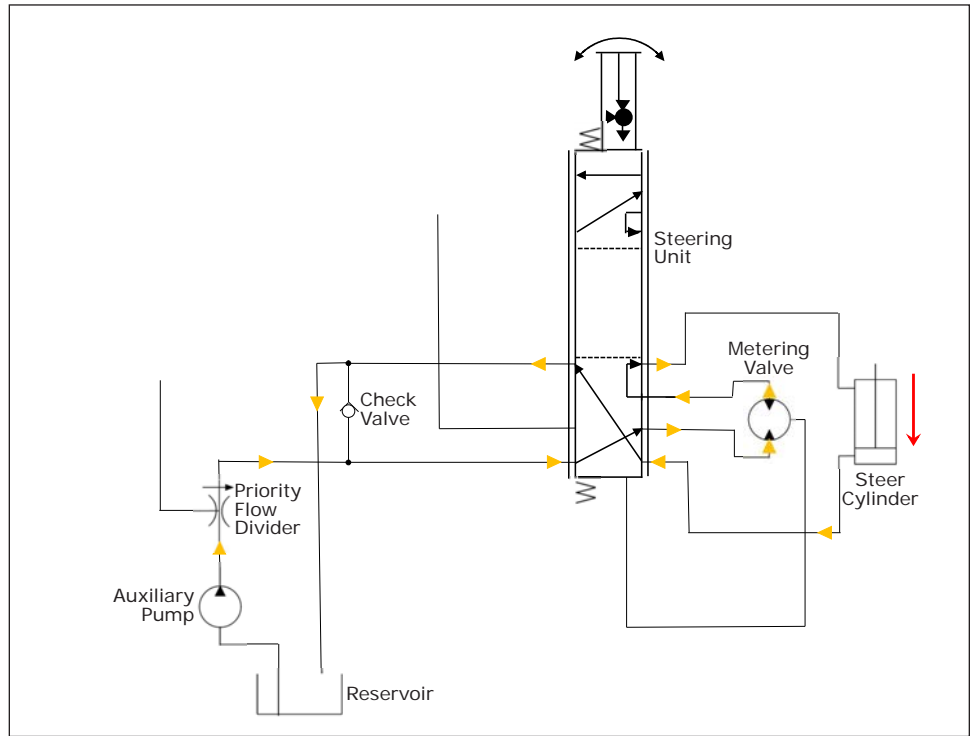 Steering
Unit
Metering
Valve
Check
Valve
Priority
Flow
Divider
Steer
Cylinder
Auxiliary
Pump
Reservoir